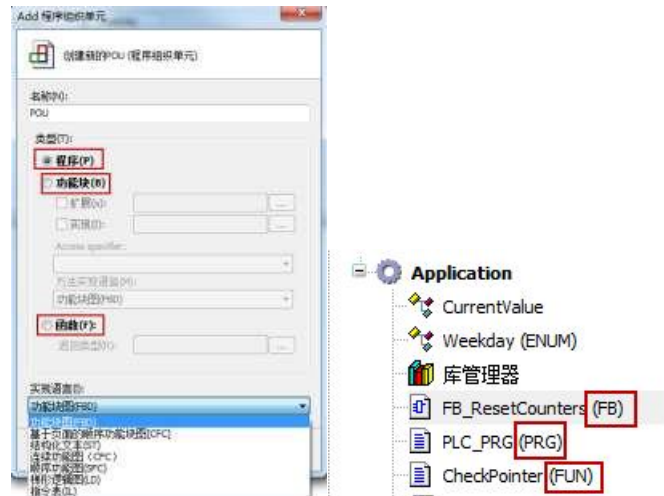 Add 程序组织单元
创建新的POU (程序组织单元)
名称(N):
POU
类型(T):
程序(P)
功能块(B)
扩展(x):
...
实现(I):
...
Access specifier:
方法实现语言(M):
功能块图(FBD)
函数(F):
返回类型(R):
...
实现语言(I):
功能块图(FBD)
功能块图(FBD)
基于页面的顺序功能块图(CFC)
结构化文本(ST)
连续功能图 (CFC)
顺序功能图(SFC)
梯形逻辑图(LD)
指令表(IL)
Application
CurrentValue
Weekday (ENUM)
库管理器
FB_ResetCounters (FB)
PLC_PRG (PRG)
CheckPointer (FUN)